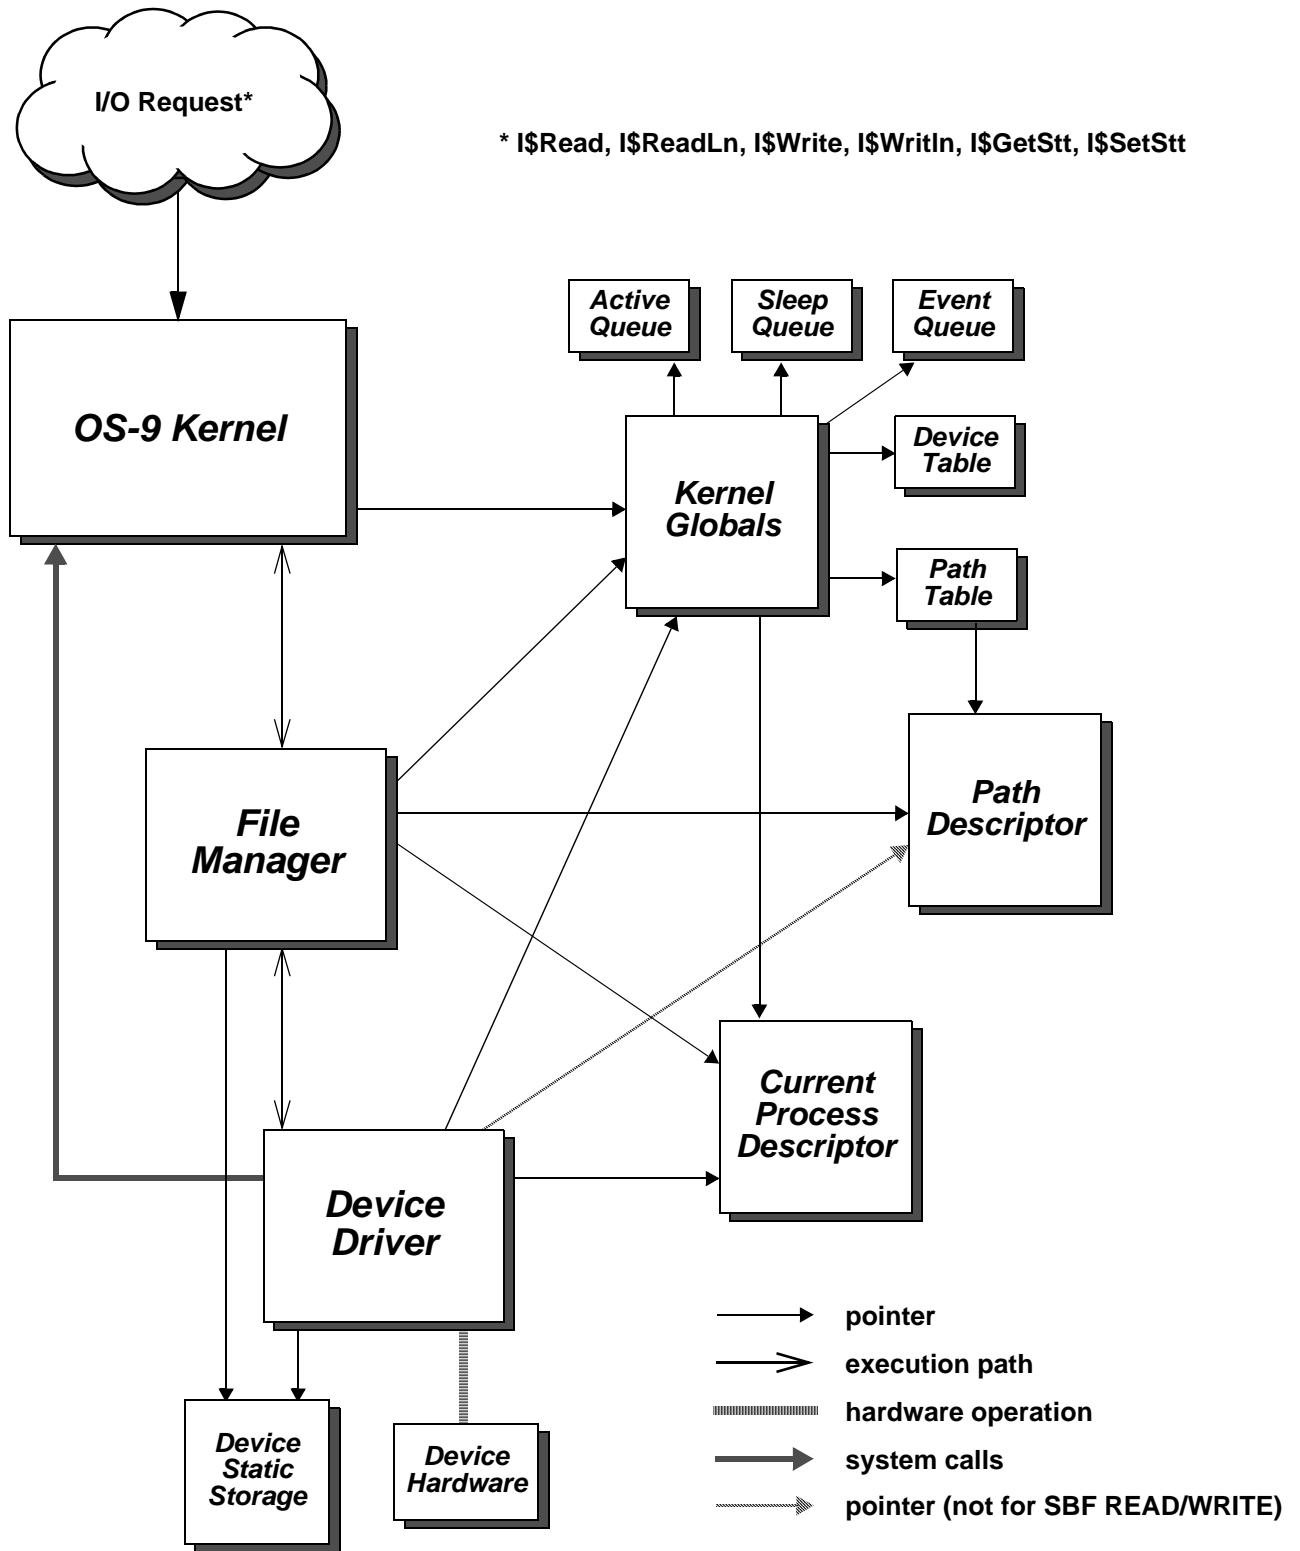 I/O Request*
* I$Read, I$ReadLn, I$Write, I$Writln, I$GetStt, I$SetStt
Active
Queue
Sleep
Queue
Event
Queue
OS-9 Kernel
Kernel
Globals
Device
Table
Path
Table
File
Manager
Path
Descriptor
Current
Process
Descriptor
Device
Driver
Device
Static
Storage
Device
Hardware
pointer
execution path
hardware operation
system calls
pointer (not for SBF READ/WRITE)